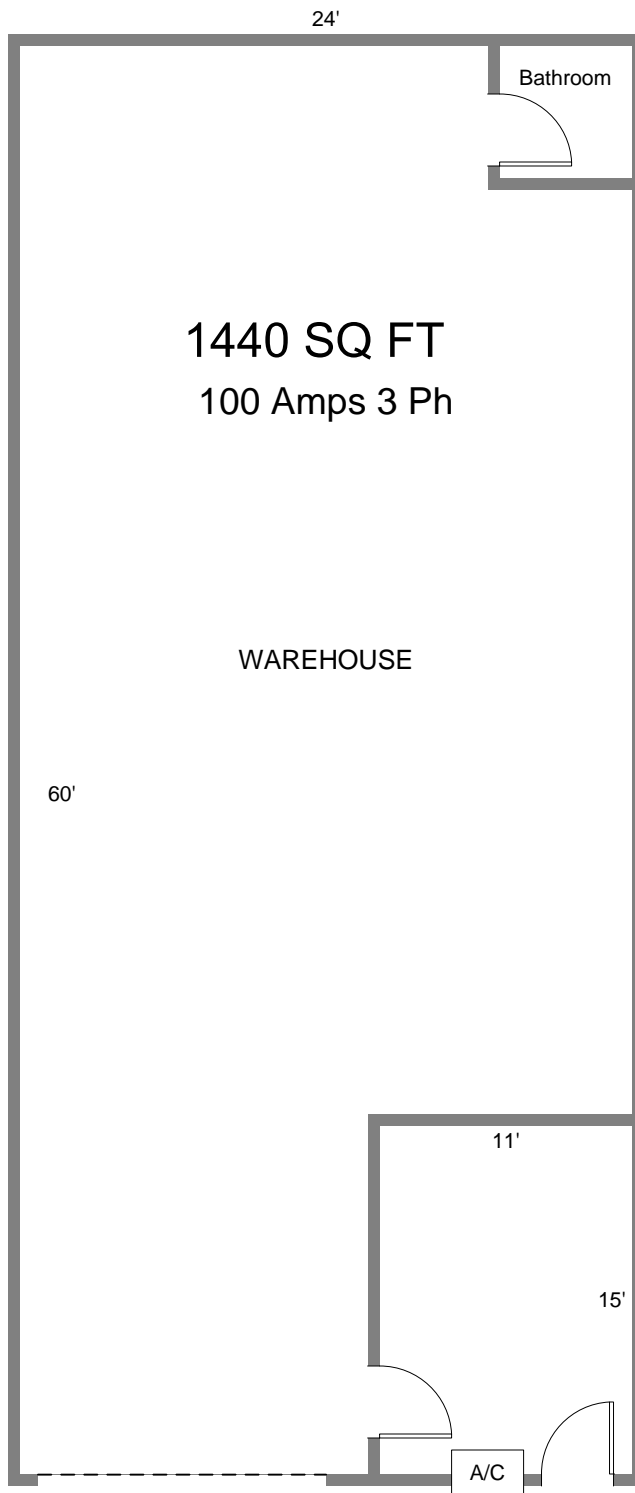 24'
Bathroom
1440 SQ FT
100 Amps 3 Ph
WAREHOUSE
60'
11'
15'
A/C